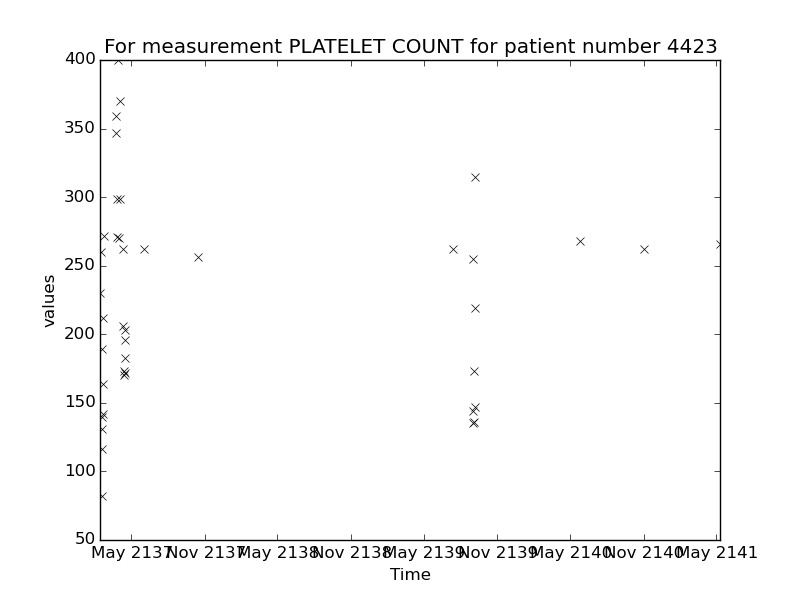 For measurement PLATELET COUNT for patient number 4423
400
350
300
250
200
150
100
50
values
May 2137 Nov 2137 May 2138 Nov 2138 May 2139 Nov 2139 May 2140 Nov 2140 May 2141
Time